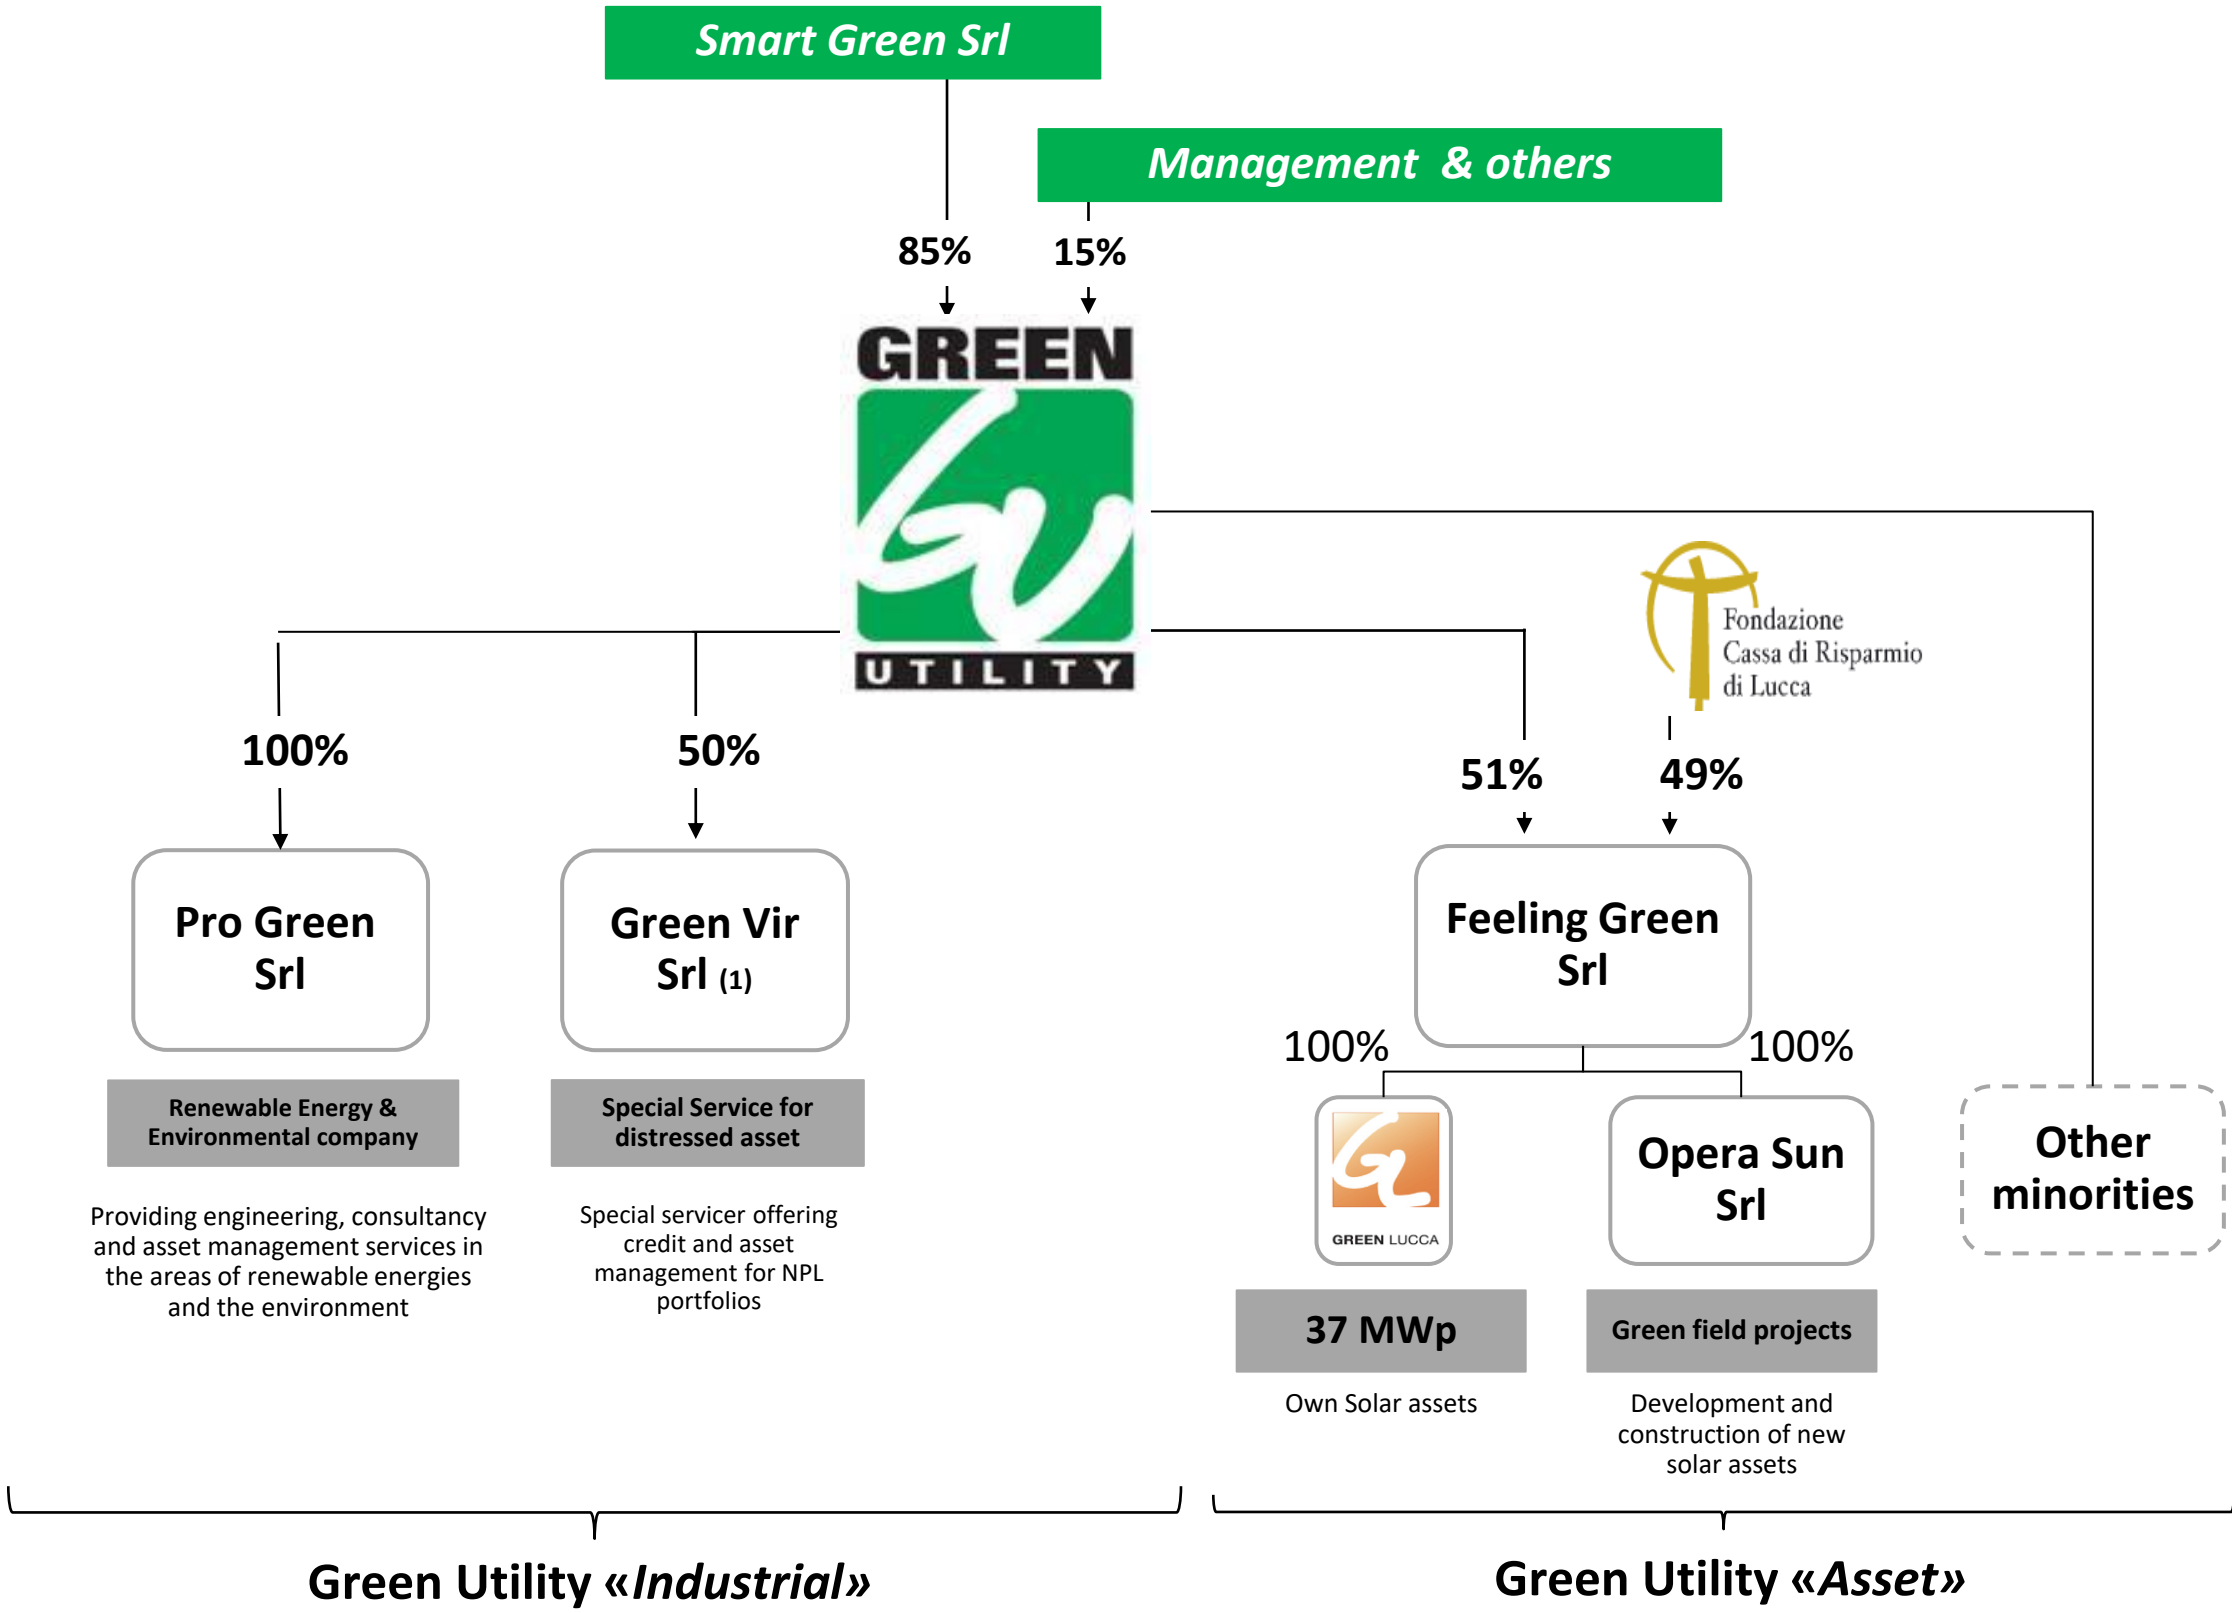 Smart Green Srl
Management & others
85%
15%
GREEN
UTILITY
Fondazione
Cassa di Risparmio
di Lucca
100%
50%
51%
49%
Pro Green
Srl
Green Vir
Srl (1)
Feeling Green
Srl
100%
100%
Renewable Energy &
Environmental company
Special Service for
distressed asset
GREEN LUCCA
Opera Sun
Srl
Other
minorities
Providing engineering, consultancy
and asset management services in
the areas of renewable energies
and the environment
Special servicer offering
credit and asset
management for NPL
portfolios
37 MWp
Green field projects
Own Solar assets
Development and
construction of new
solar assets
Green Utility «Industrial»
Green Utility «Asset»